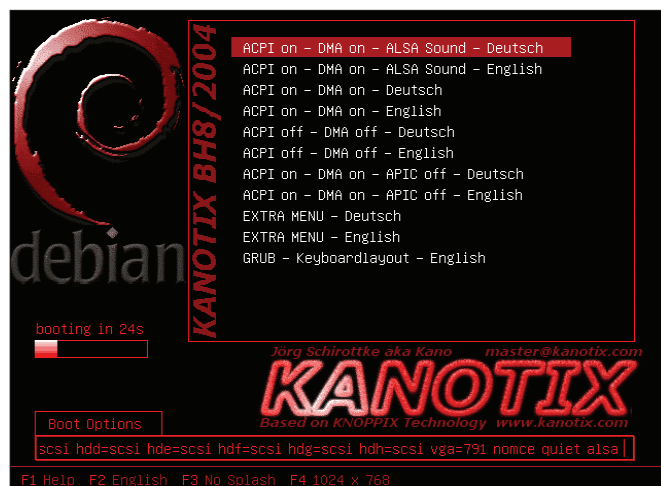 KANOTIX BH8/2004
ACPI on – DMA on – ALSA Sound – Deutsch
ACPI on – DMA on – ALSA Sound – English
ACPI on – DMA on – Deutsch
ACPI on – DMA on – English
ACPI off – DMA off – Deutsch
ACPI off – DMA off – English
ACPI on – DMA on – APIC off – Deutsch
ACPI on – DMA on – APIC off – English
EXTRA MENU – Deutsch
EXTRA MENU – English
GRUB – Keyboardlayout – English
debian
booting in 24s
Jörg Schirottke aka Kano master@kanotix.com
KANOTIX
Based on KNOPPIX Technology www.kanotix.com
Boot Options
scsi hdd=scsi hde=scsi hdf=scsi hdg=scsi hdh=scsi vga=791 nomce quiet alsa
F1 Help F2 English F3 No Splash F4 1024 x 768